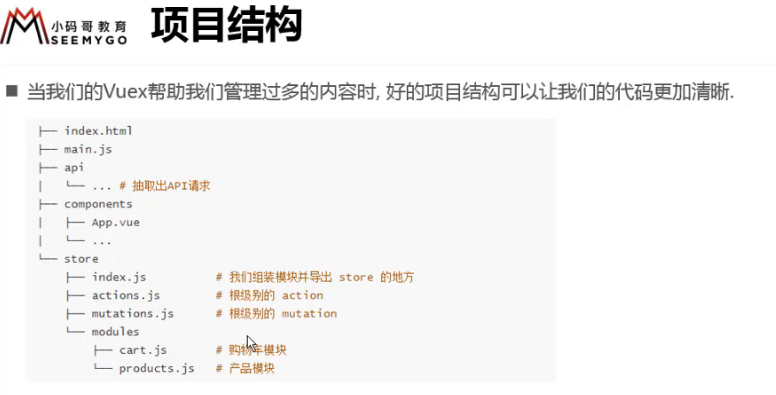 小码哥教育
SEEMYGO
项目结构
■ 当我们的Vuex帮助我们管理过多的内容时, 好的项目结构可以让我们的代码更加清晰.
├── index.html
├── main.js
├── api
│   └── ... # 抽取出API请求
├── components
│   ├── App.vue
│   └── ...
└── store
    ├── index.js          # 我们组装模块并导出 store 的地方
    ├── actions.js        # 根级别的 action
    ├── mutations.js      # 根级别的 mutation
    └── modules
        ├── cart.js       # 购物车模块
        └── products.js   # 产品模块